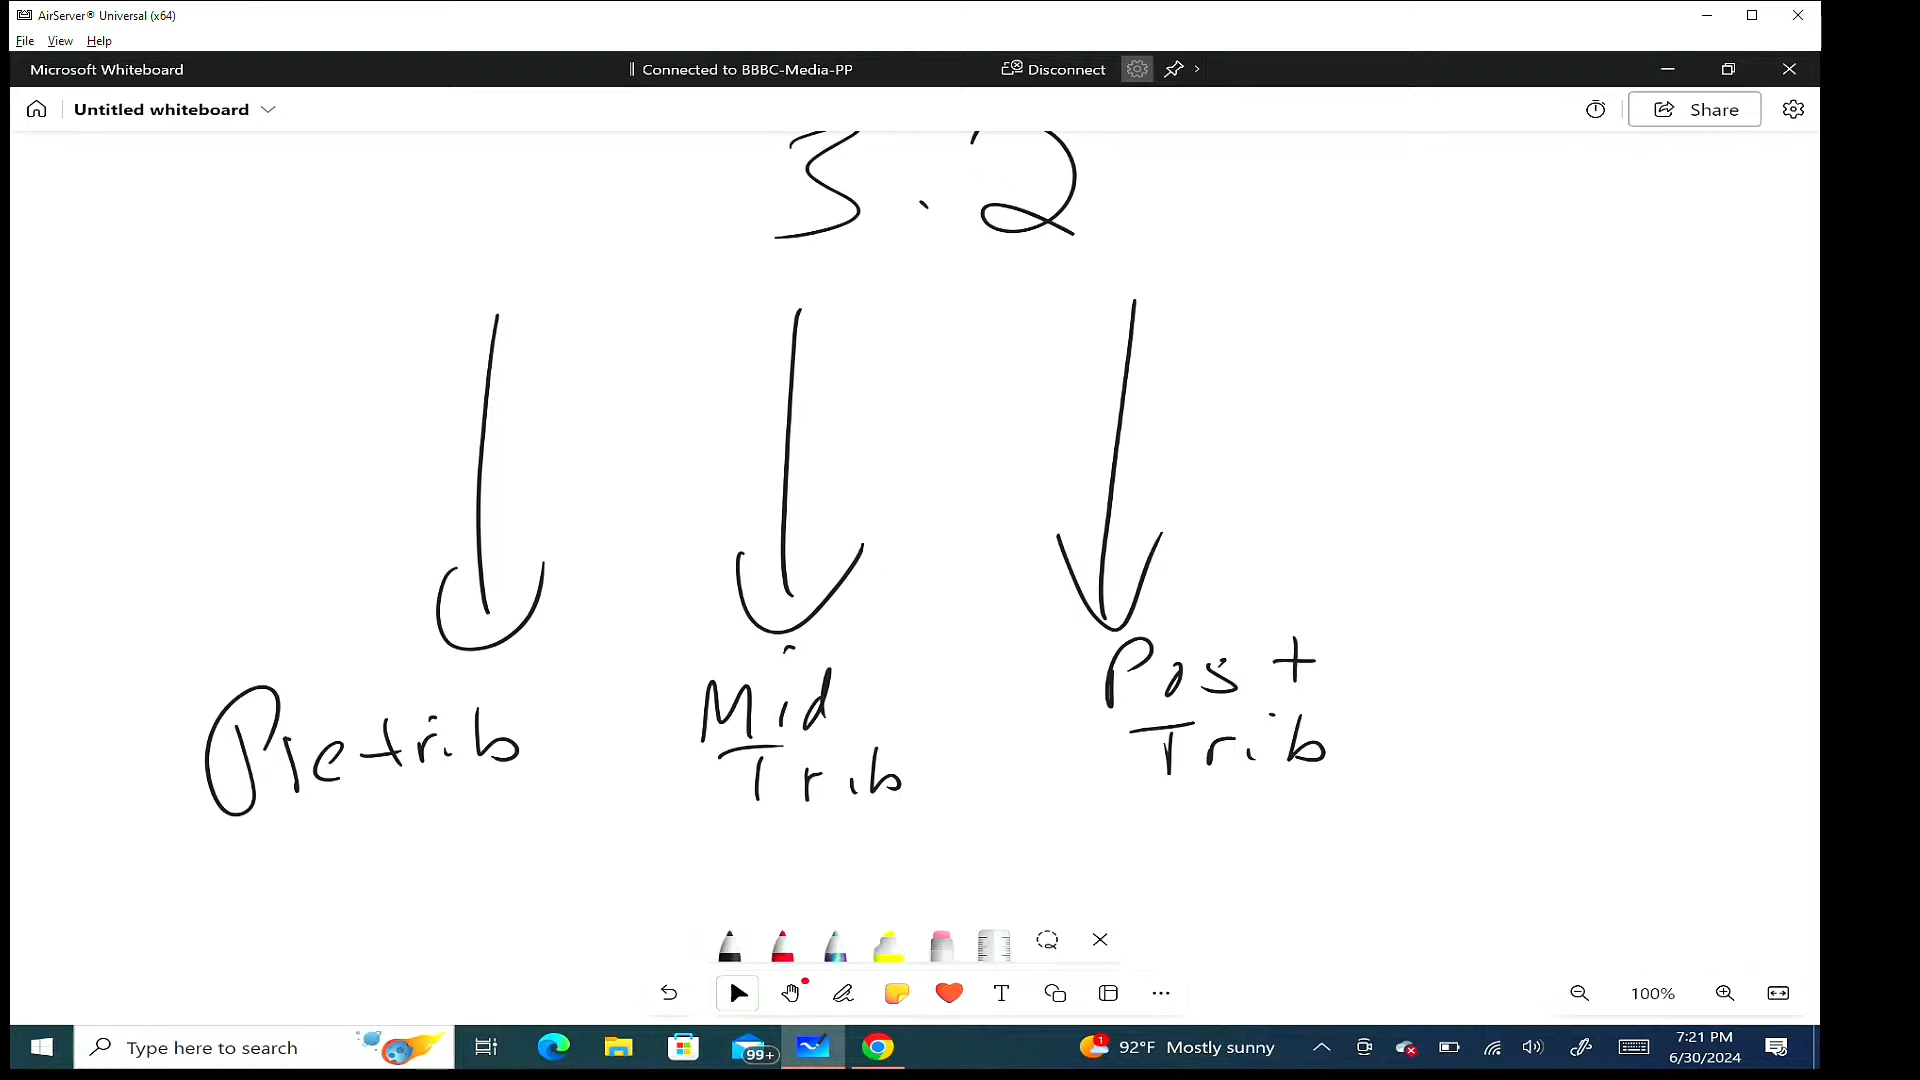 AirServer® Universal (x64)
File View Help
Microsoft Whiteboard
Connected to BBBC-Media-PP
Disconnect
Untitled whiteboard
Share
3.2
Pretrib
Mid
Trib
Post
Trib
T
100%
Type here to search
99+
1
92°F Mostly sunny
7:21 PM
6/30/2024